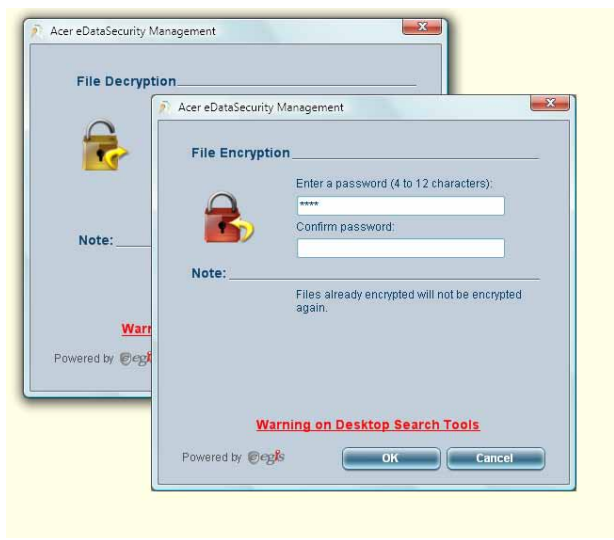 Acer eDataSecurity Management
File Decryption
Note:
Powered by egis
Acer eDataSecurity Management
File Encryption
Enter a password (4 to 12 characters):
****
Confirm password:
Note:
Files already encrypted will not be encrypted
again.
Warning on Desktop Search Tools
Powered by egis
OK
Cancel